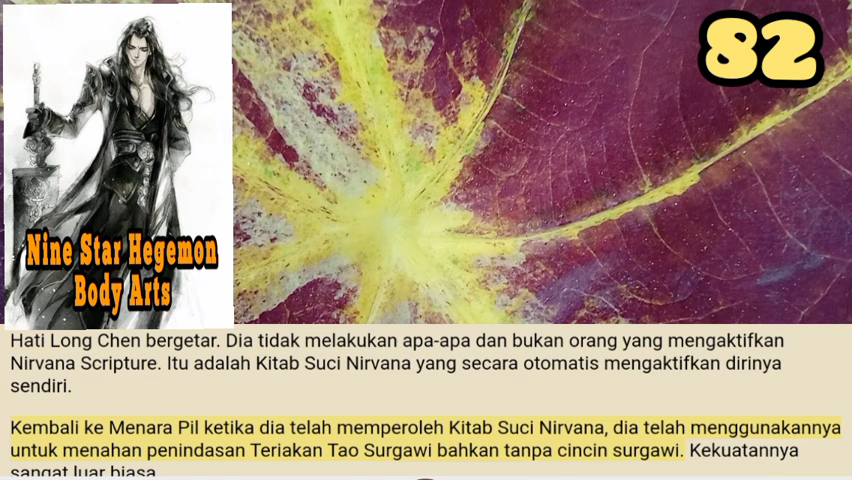 82
Nine Star Hegemon
Body Arts
Hati Long Chen bergetar. Dia tidak melakukan apa-apa dan bukan orang yang mengaktifkan
Nirvana Scripture. Itu adalah Kitab Suci Nirvana yang secara otomatis mengaktifkan dirinya
sendiri.
Kembali ke Menara Pil ketika dia telah memperoleh Kitab Suci Nirvana, dia telah menggunakannya
untuk menahan penindasan Teriakan Tao Surgawi bahkan tanpa cincin surgawi. Kekuatannya
sangat luar biasa